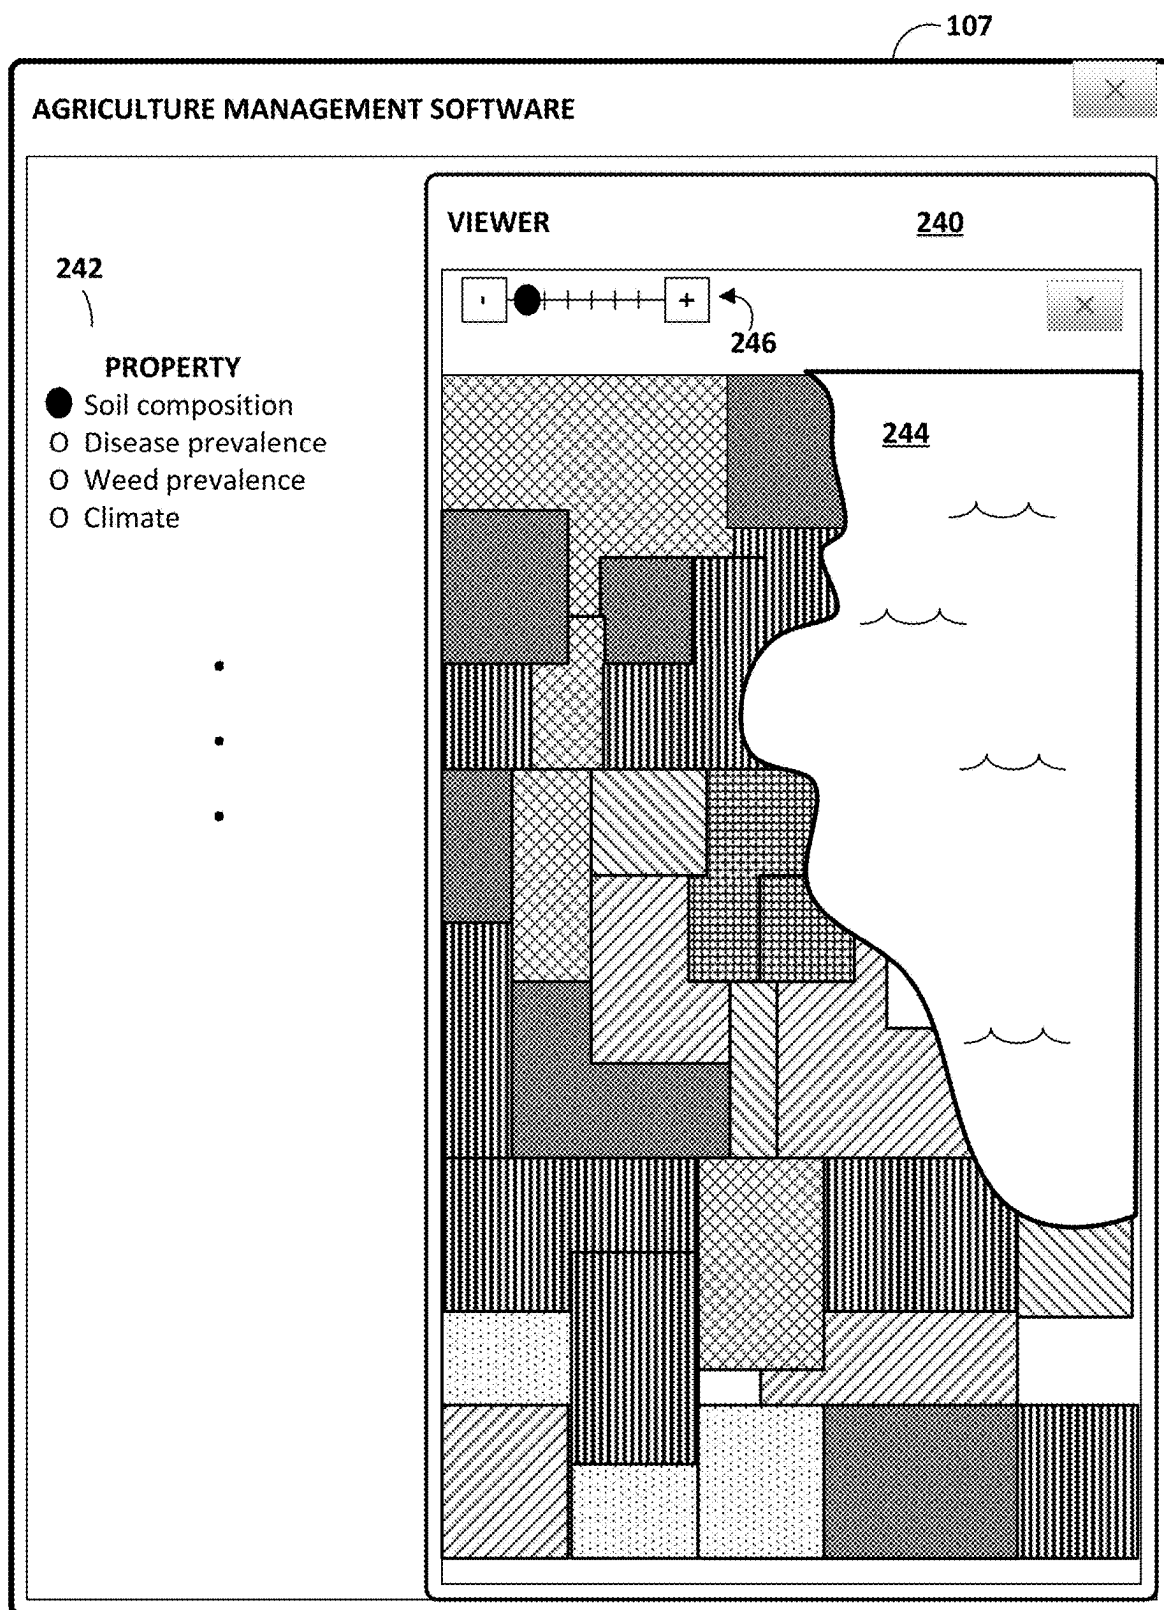 107
AGRICULTURE MANAGEMENT SOFTWARE
VIEWER 240
242
- +
246
PROPERTY
Soil composition
O Disease prevalence
O Weed prevalence
O Climate
244